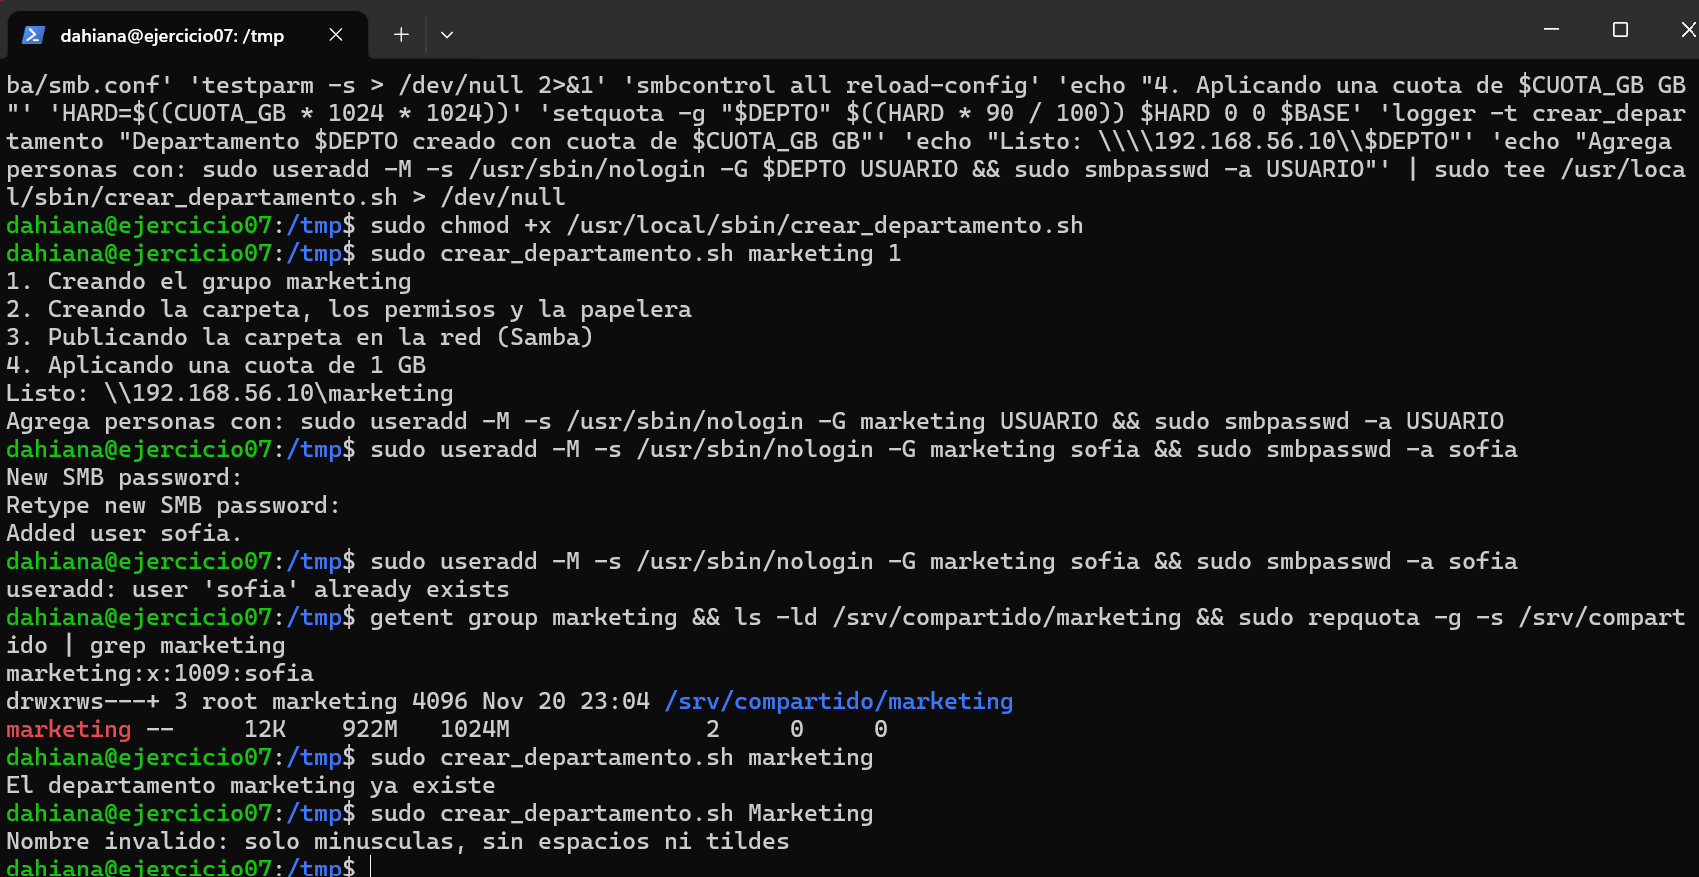 dahiana@ejercicio07: /tmp
ba/smb.conf' 'testparm -s > /dev/null 2>&1' 'smbcontrol all reload-config' 'echo "4. Aplicando una cuota de $CUOTA_GB GB
"' 'HARD=$((CUOTA_GB * 1024 * 1024))' 'setquota -g "$DEPTO" $((HARD * 90 / 100)) $HARD 0 0 $BASE' 'logger -t crear_depar
tamento "Departamento $DEPTO creado con cuota de $CUOTA_GB GB"' 'echo "Listo: \\\\192.168.56.10\\$DEPTO"' 'echo "Agrega
personas con: sudo useradd -M -s /usr/sbin/nologin -G $DEPTO USUARIO && sudo smbpasswd -a USUARIO"' | sudo tee /usr/loca
l/sbin/crear_departamento.sh > /dev/null
dahiana@ejercicio07:/tmp$ sudo chmod +x /usr/local/sbin/crear_departamento.sh
dahiana@ejercicio07:/tmp$ sudo crear_departamento.sh marketing 1
1. Creando el grupo marketing
2. Creando la carpeta, los permisos y la papelera
3. Publicando la carpeta en la red (Samba)
4. Aplicando una cuota de 1 GB
Listo: \\192.168.56.10\marketing
Agrega personas con: sudo useradd -M -s /usr/sbin/nologin -G marketing USUARIO && sudo smbpasswd -a USUARIO
dahiana@ejercicio07:/tmp$ sudo useradd -M -s /usr/sbin/nologin -G marketing sofia && sudo smbpasswd -a sofia
New SMB password:
Retype new SMB password:
Added user sofia.
dahiana@ejercicio07:/tmp$ sudo useradd -M -s /usr/sbin/nologin -G marketing sofia && sudo smbpasswd -a sofia
useradd: user 'sofia' already exists
dahiana@ejercicio07:/tmp$ getent group marketing && ls -ld /srv/compartido/marketing && sudo repquota -g -s /srv/compart
ido | grep marketing
marketing:x:1009:sofia
drwxrws---+ 3 root marketing 4096 Nov 20 23:04 /srv/compartido/marketing
marketing --     12K    922M   1024M              2     0     0
dahiana@ejercicio07:/tmp$ sudo crear_departamento.sh marketing
El departamento marketing ya existe
dahiana@ejercicio07:/tmp$ sudo crear_departamento.sh Marketing
Nombre invalido: solo minusculas, sin espacios ni tildes
dahiana@ejercicio07:/tmp$